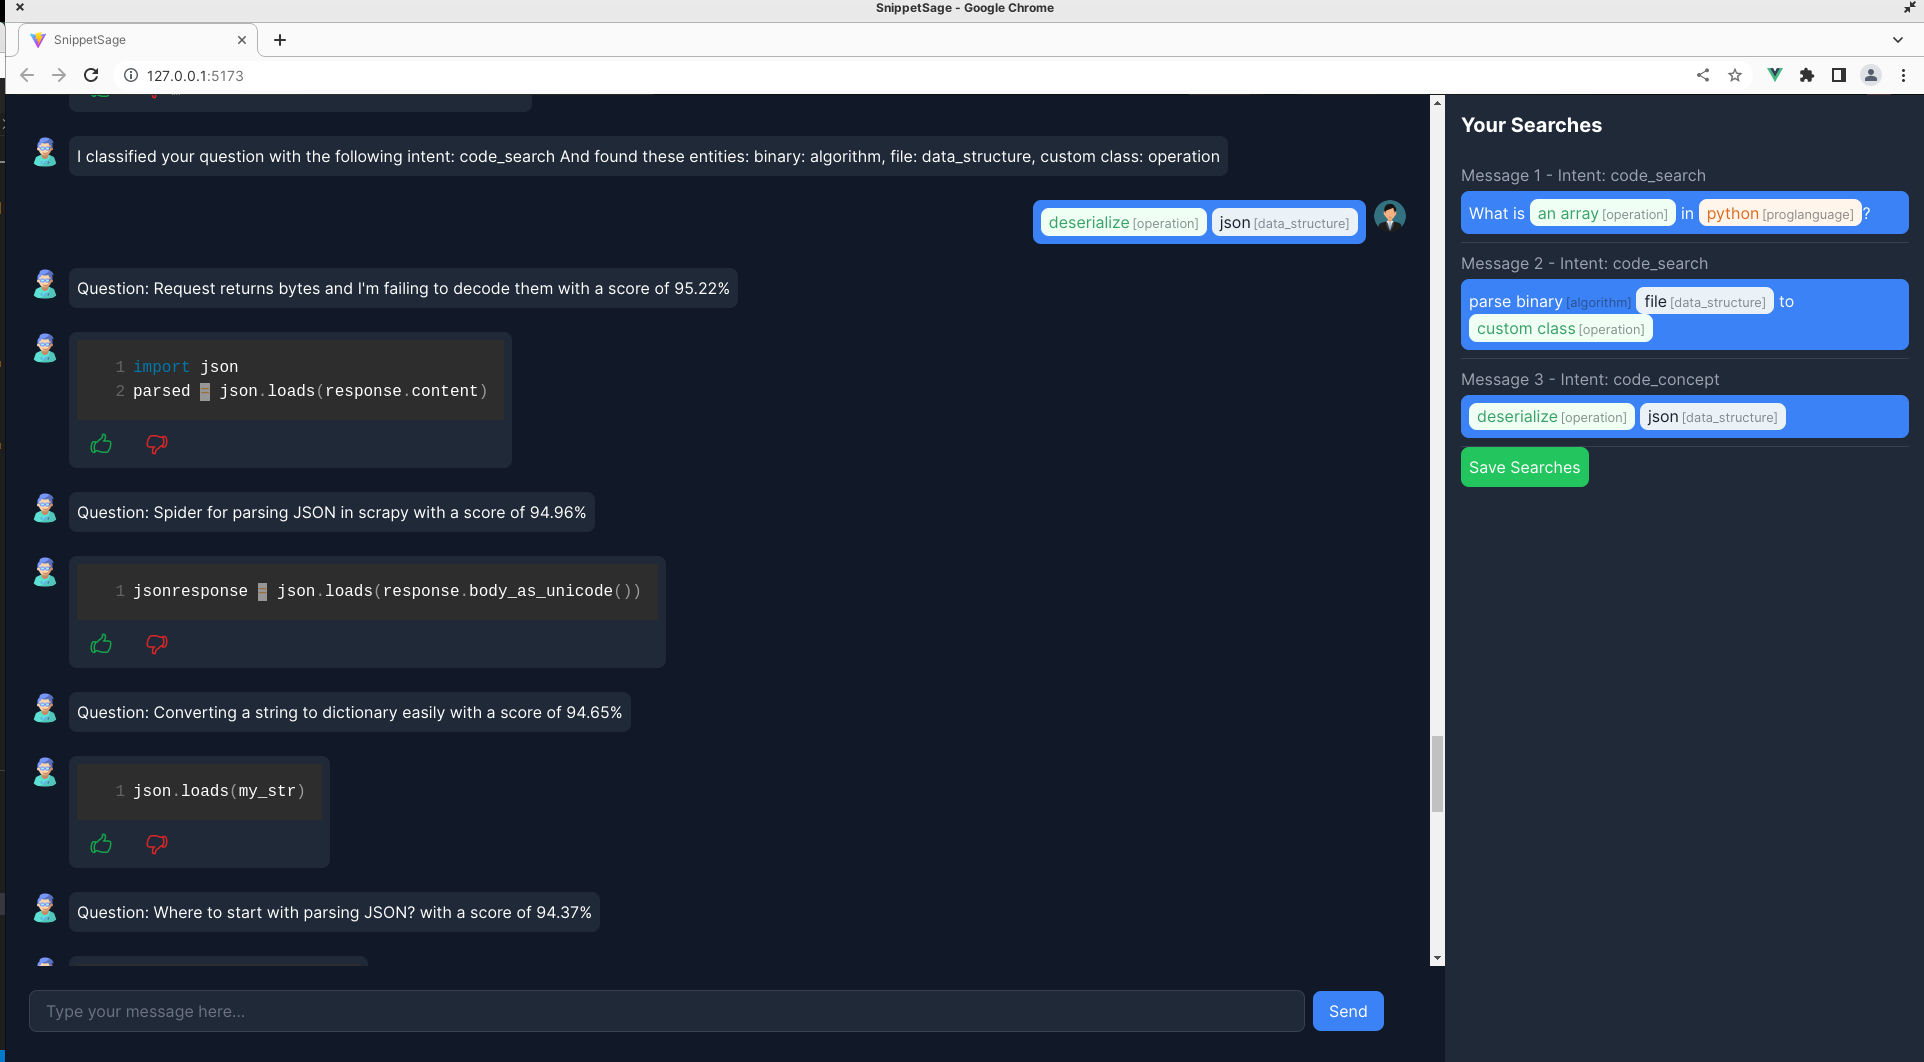 SnippetSage - Google Chrome
SnippetSage
127.0.0.1:5173
I classified your question with the following intent: code_search And found these entities: binary: algorithm, file: data_structure, custom class: operation
deserialize [operation] json [data_structure]
Question: Request returns bytes and I'm failing to decode them with a score of 95.22%
1 import json
2 parsed = json.loads(response.content)
Question: Spider for parsing JSON in scrapy with a score of 94.96%
1 jsonresponse = json.loads(response.body_as_unicode())
Question: Converting a string to dictionary easily with a score of 94.65%
1 json.loads(my_str)
Question: Where to start with parsing JSON? with a score of 94.37%
Type your message here...
Send
Your Searches
Message 1 - Intent: code_search
What is an array [operation] in python [proglanguage] ?
Message 2 - Intent: code_search
parse binary [algorithm] file [data_structure] to
custom class [operation]
Message 3 - Intent: code_concept
deserialize [operation] json [data_structure]
Save Searches